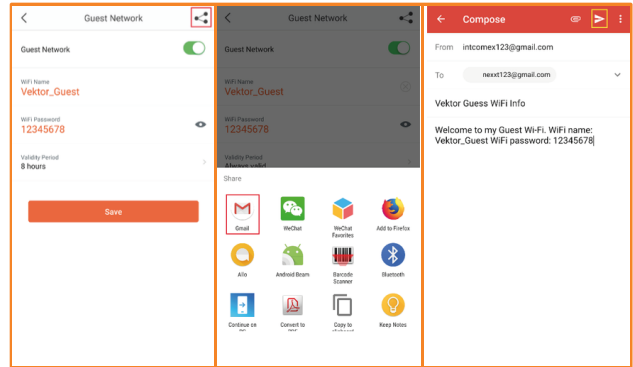 Guest Network
Guest Network
WiFi Name
Vektor_Guest
WiFi Password
12345678
Validity Period
8 hours
Save
Guest Network
Guest Network
WiFi Name
Vektor_Guest
WiFi Password
12345678
Validity Period
Always valid
Share
Gmail
WeChat
WeChat
Favorites
Add to Firefox
Allo
Android Beam
Barcode
Scanner
Bluetooth
Continue on
Convert to
Copy to
Keep Notes
Compose
From intcomex123@gmail.com
To nexxt123@gmail.com
Vektor Guess WiFi Info
Welcome to my Guest Wi-Fi. WiFi name:
Vektor_Guest WiFi password: 12345678